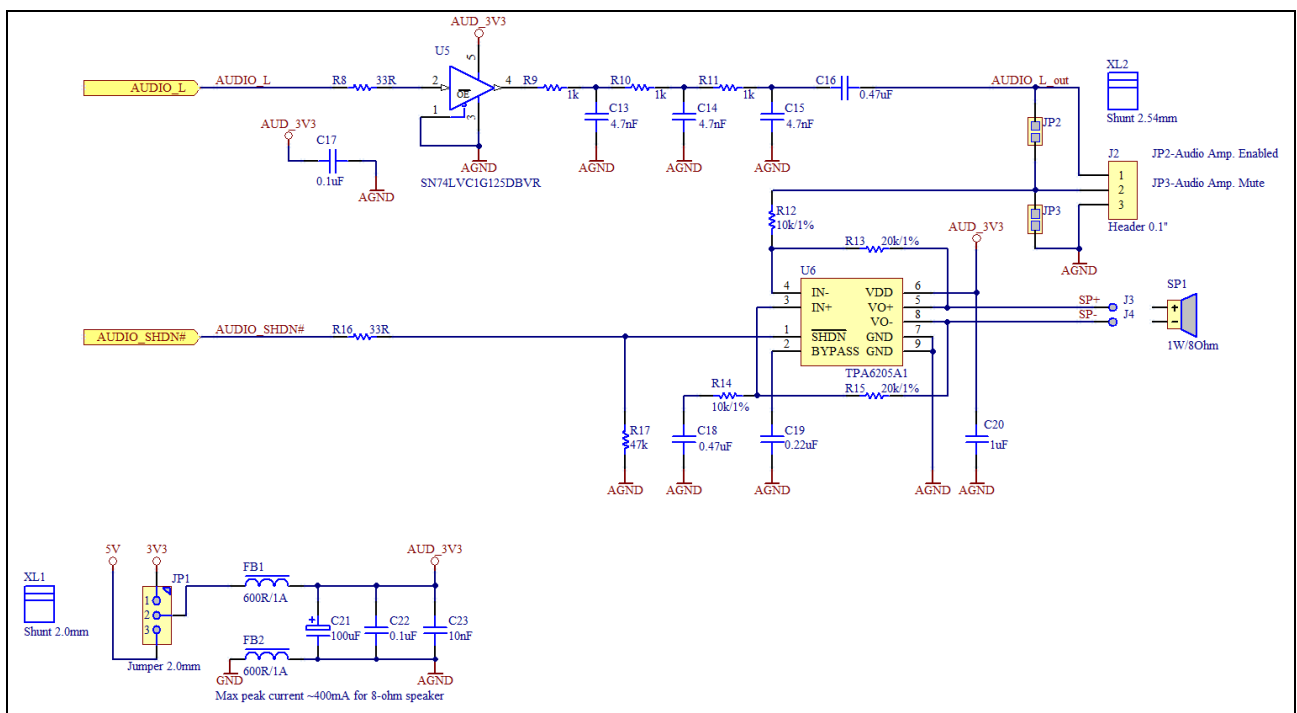 AUD_3V3
U5
XL2
AUDIO_L
AUDIO_L
R8
33R
2
5
4
OE
1
3
R9
1k
R10
1k
R11
1k
C16
0.47uF
AUDIO_L_out
Shunt 2.54mm
C13
4.7nF
C14
4.7nF
C15
4.7nF
JP2
AUD_3V3
C17
0.1uF
AGND
AGND
SN74LVC1G125DBVR
AGND
AGND
AGND
J2
JP2-Audio Amp. Enabled
1
2
3
JP3-Audio Amp. Mute
Header 0.1"
JP3
AGND
R12
10k/1%
R13
20k/1%
AUD_3V3
U6
4
IN-
VDD
6
3
IN+
VO+
5
VO-
8
1
SHDN
GND
7
2
BYPASS
GND
9
TPA6205A1
SP+
J3
SP-
J4
SP1
+
−
1W/8Ohm
AUDIO_SHDN#
AUDIO_SHDN#
R16
33R
R14
10k/1%
R15
20k/1%
R17
47k
C18
0.47uF
C19
0.22uF
C20
1uF
AGND
AGND
AGND
AGND
AGND
5V
3V3
AUD_3V3
XL1
Shunt 2.0mm
JP1
1
2
3
Jumper 2.0mm
FB1
600R/1A
+
C21
100uF
C22
0.1uF
C23
10nF
FB2
600R/1A
GND
AGND
Max peak current ~400mA for 8-ohm speaker